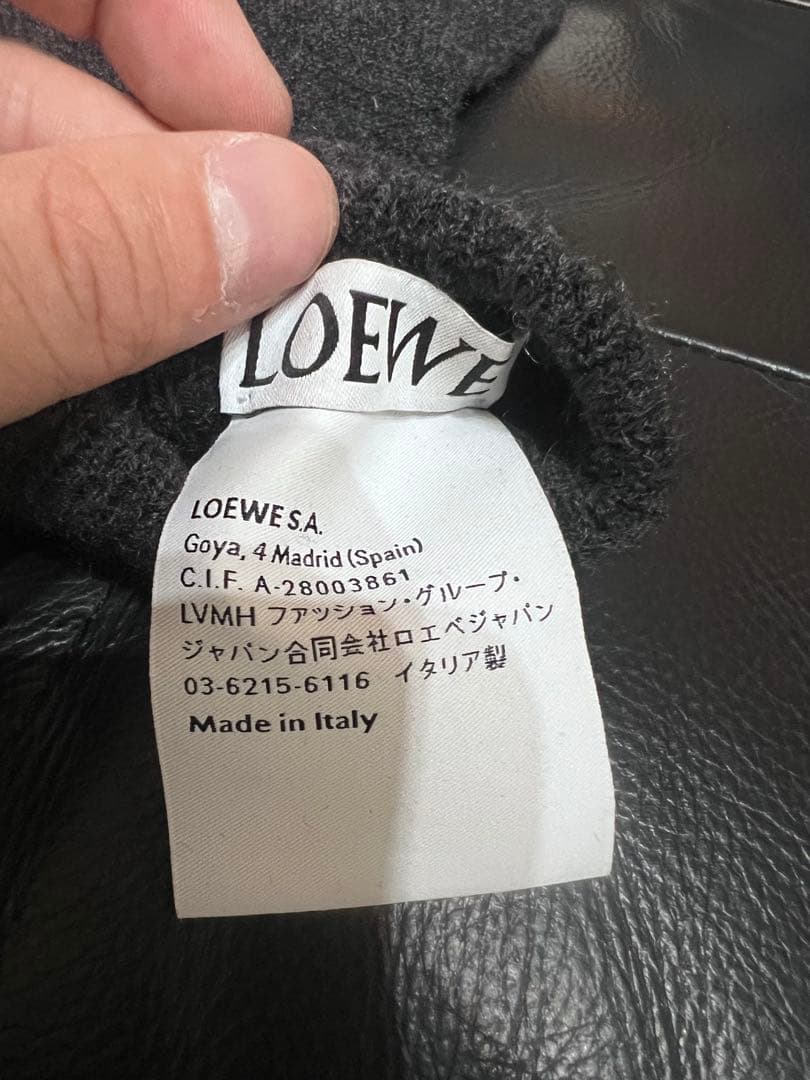 LOEWE
LOEWE S.A.
Goya, 4 Madrid (Spain)
C.I.F. A-28003861
LVMH ファッション・グループ・
ジャパン合同会社ロエベジャパン
03-6215-6116 イタリア製
Made in Italy